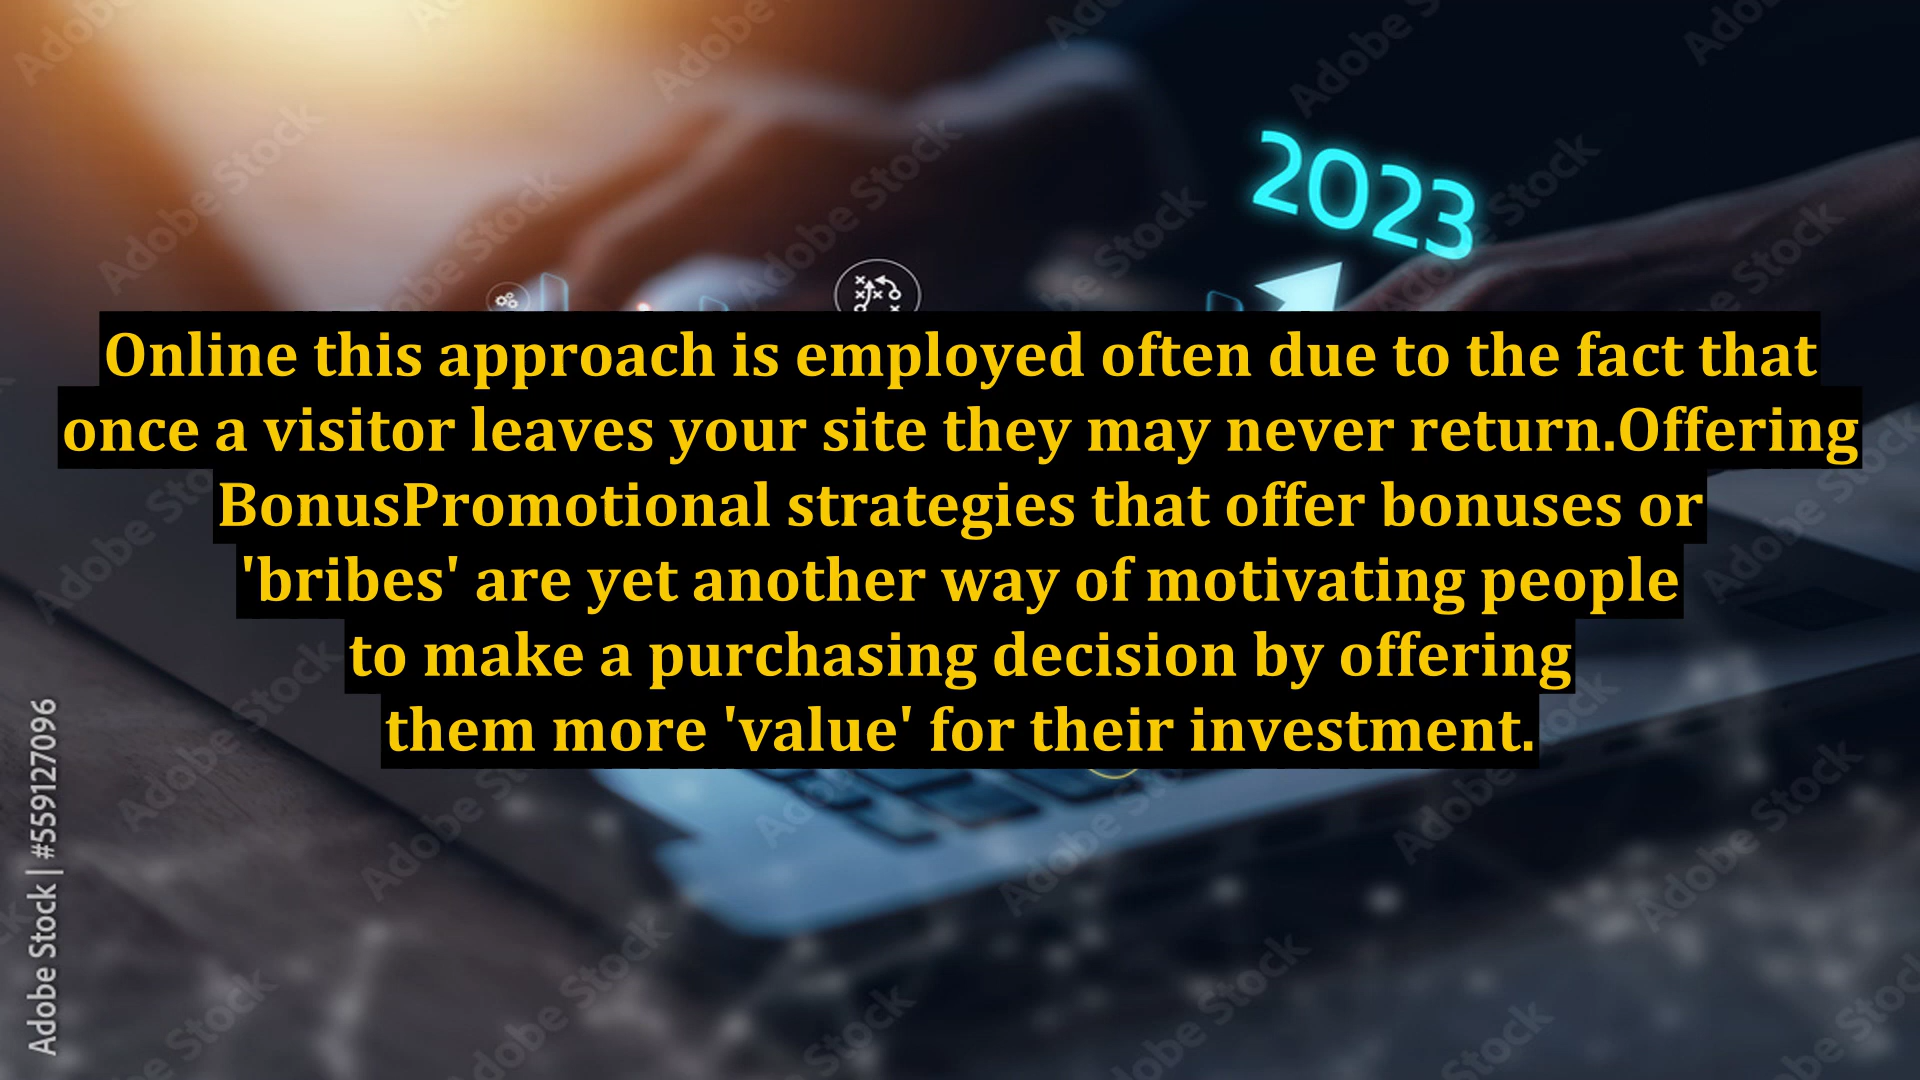 2023
Online this approach is employed often due to the fact that
once a visitor leaves your site they may never return.Offering
BonusPromotional strategies that offer bonuses or
'bribes' are yet another way of motivating people
to make a purchasing decision by offering
them more 'value' for their investment.
Adobe Stock | #559127096
Adobe Stock